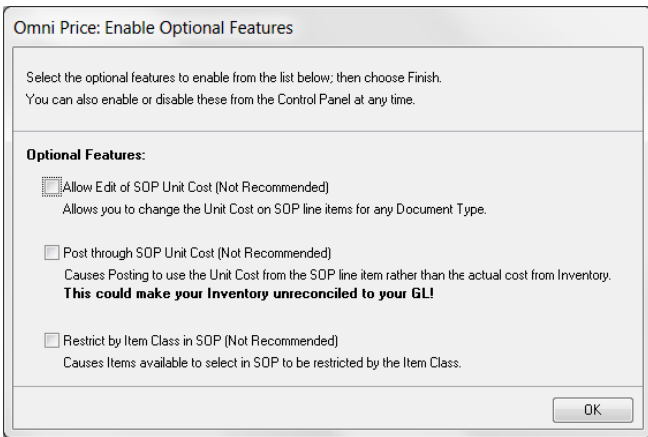 Omni Price: Enable Optional Features
Select the optional features to enable from the list below; then choose Finish.
You can also enable or disable these from the Control Panel at any time.
Optional Features:
Allow Edit of SOP Unit Cost (Not Recommended)
Allows you to change the Unit Cost on SOP line items for any Document Type.
Post through SOP Unit Cost (Not Recommended)
Causes Posting to use the Unit Cost from the SOP line item rather than the actual cost from Inventory.
This could make your Inventory unreconciled to your GL!
Restrict by Item Class in SOP (Not Recommended)
Causes Items available to select in SOP to be restricted by the Item Class.
OK